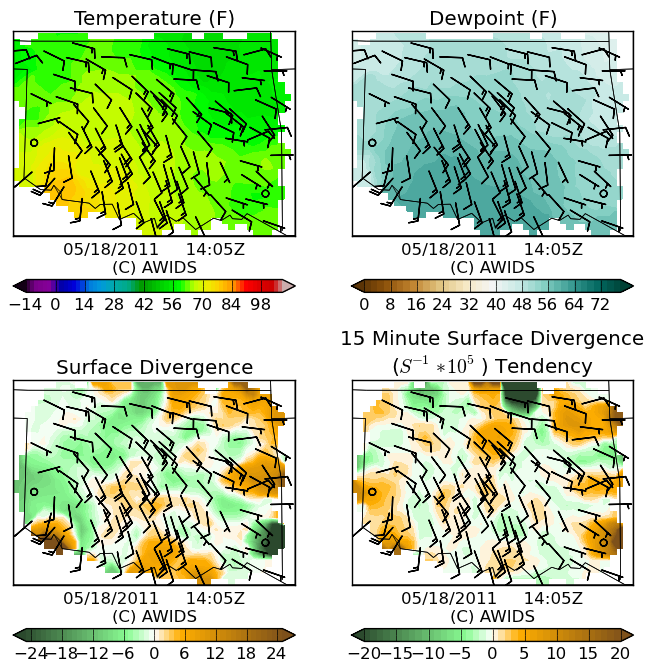 Temperature (F)
Dewpoint (F)
05/18/2011 14:05Z
(C) AWIDS
05/18/2011 14:05Z
(C) AWIDS
−14 0 14 28 42 56 70 84 98
0 8 16 24 32 40 48 56 64 72
Surface Divergence
15 Minute Surface Divergence
(S⁻¹ *10⁵ ) Tendency
05/18/2011 14:05Z
(C) AWIDS
05/18/2011 14:05Z
(C) AWIDS
−24 −18 −12 −6 0 6 12 18 24
−20 −15 −10 −5 0 5 10 15 20